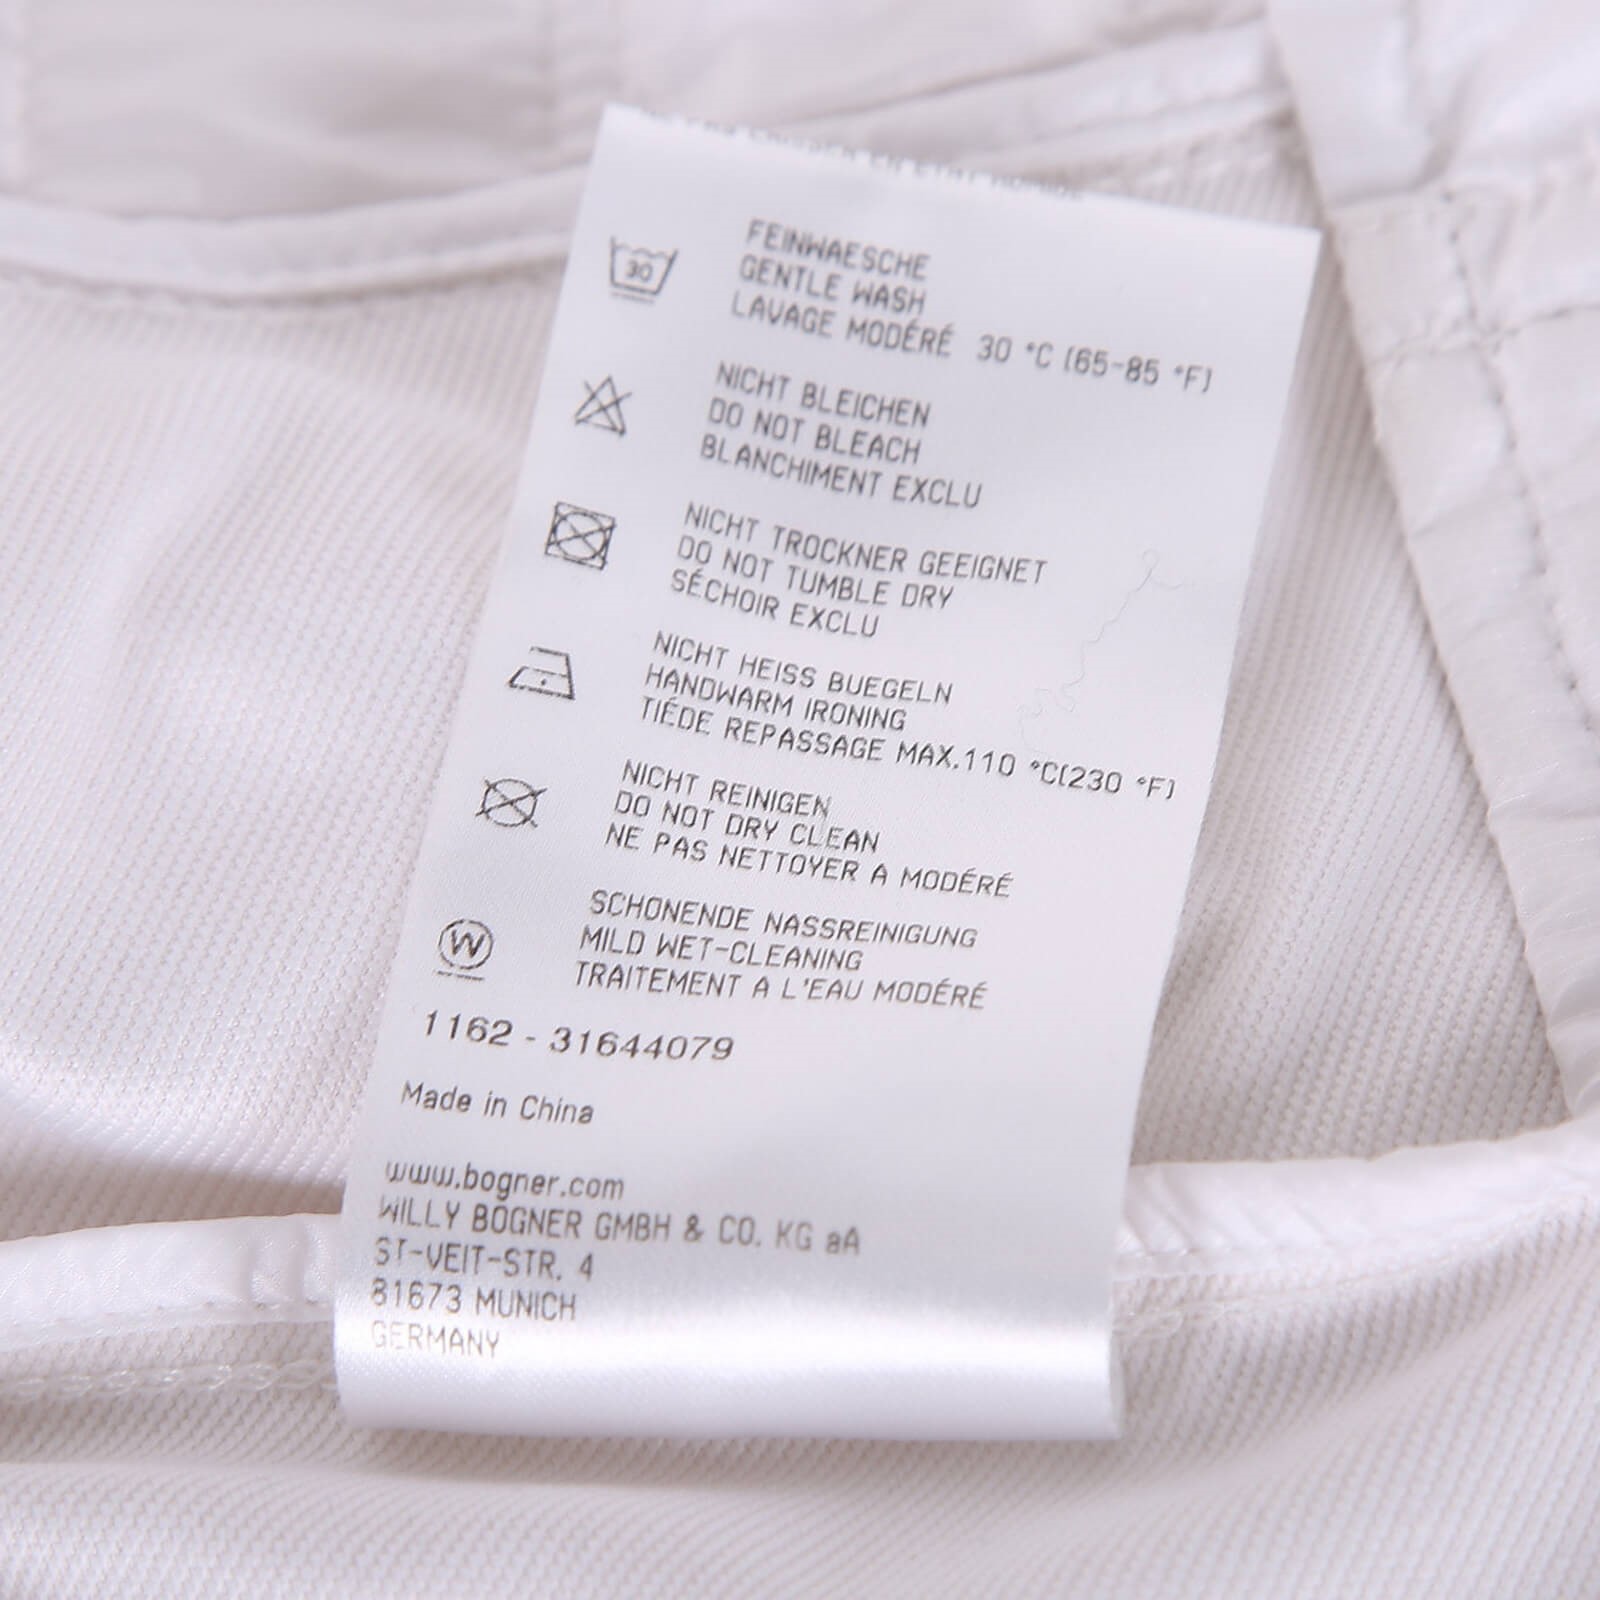 EN ÉTAT HUMIDE
30
FEINWAESCHE
GENTLE WASH
LAVAGE MODÉRÉ 30 °C (65-85 °F)
NICHT BLEICHEN
DO NOT BLEACH
BLANCHIMENT EXCLU
NICHT TROCKNER GEEIGNET
DO NOT TUMBLE DRY
SÉCHOIR EXCLU
NICHT HEISS BUEGELN
HANDWARM IRONING
TIÉDE REPASSAGE MAX.110 °C(230 °F)
NICHT REINIGEN
DO NOT DRY CLEAN
NE PAS NETTOYER A MODÉRÉ
SCHONENDE NASSREINIGUNG
W
MILD WET-CLEANING
TRAITEMENT A L'EAU MODÉRÉ
1162 - 31644079
Made in China
www.bogner.com
WILLY BOGNER GMBH & CO. KG aA
ST-VEIT-STR. 4
81673 MUNICH
GERMANY